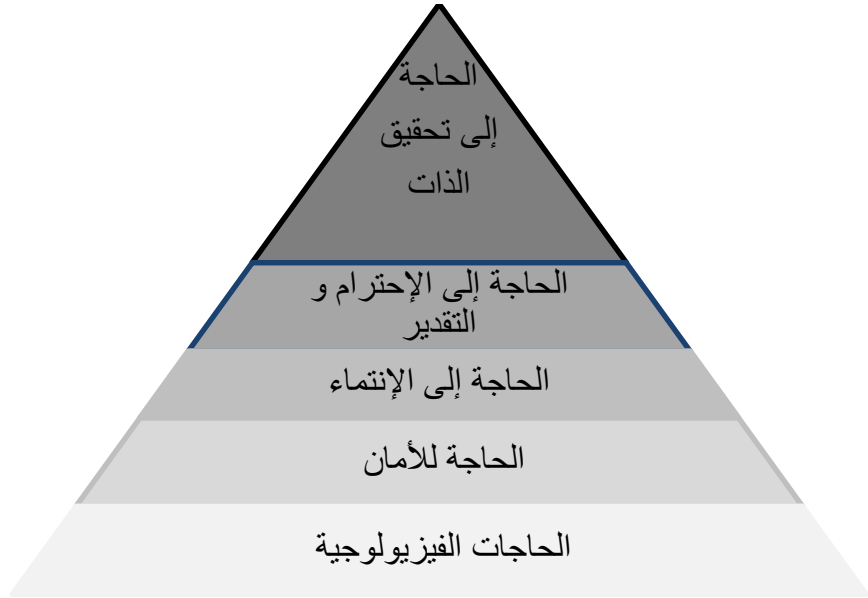 الحاجة
إلى تحقيق
الذات
الحاجة إلى الإحترام و
التقدير
الحاجة إلى الإنتماء
الحاجة للأمان
الحاجات الفيزيولوجية